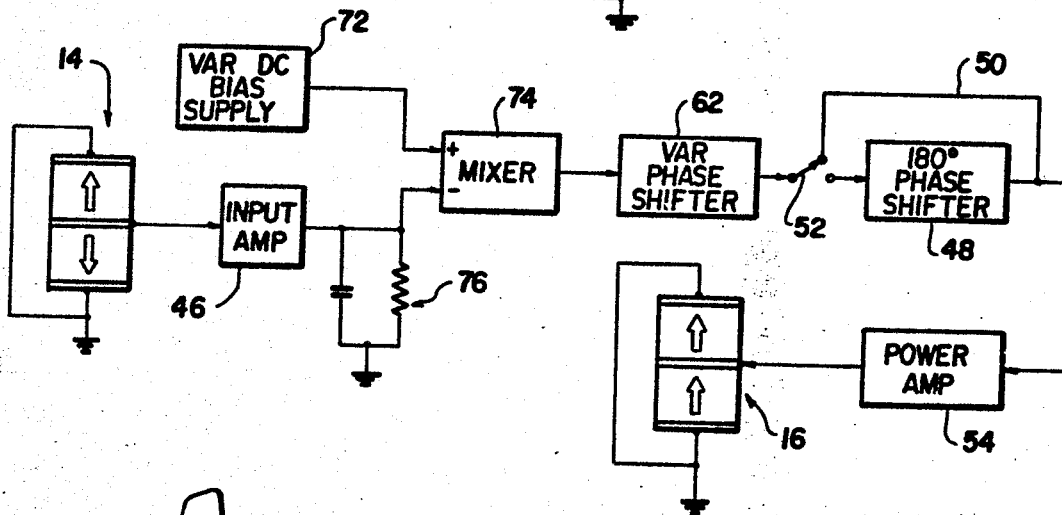 72
14
VAR DC
BIAS
SUPPLY
50
74
62
+
MIXER
-
VAR
PHASE
SHIFTER
180°
PHASE
SHIFTER
52
INPUT
AMP
48
46
76
POWER
AMP
16
54